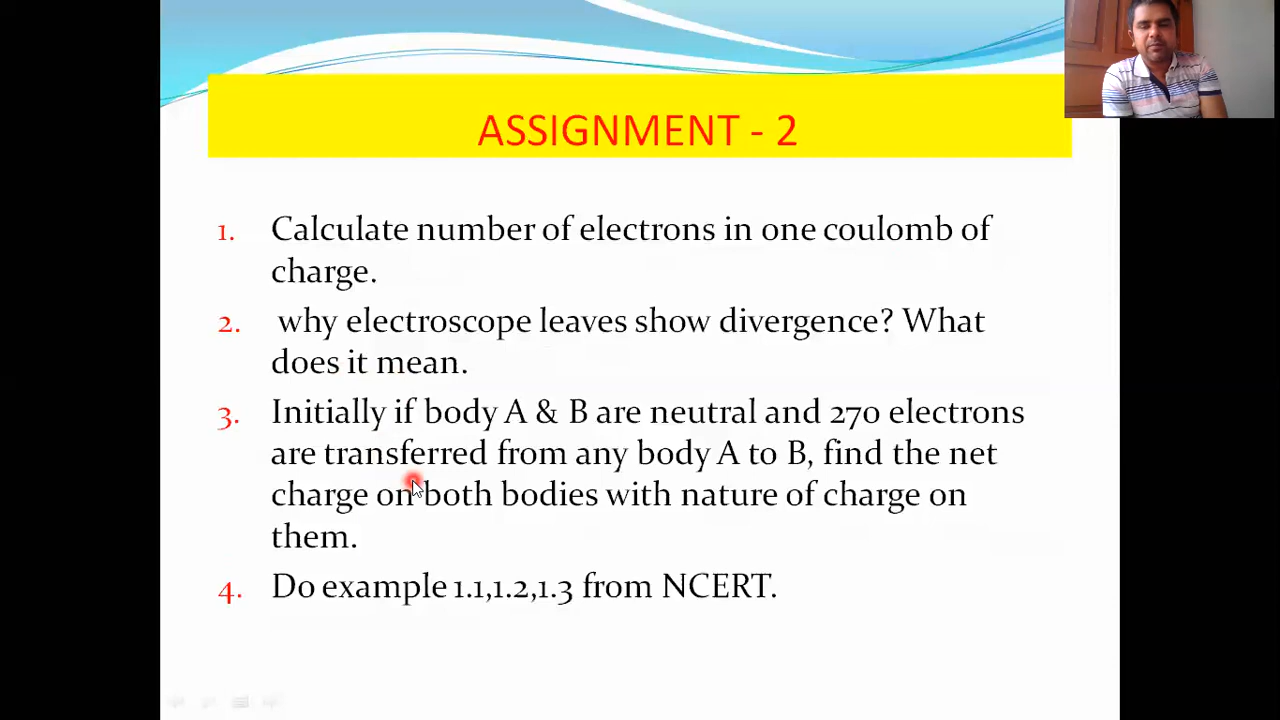 ASSIGNMENT - 2
1. Calculate number of electrons in one coulomb of
charge.
2. why electroscope leaves show divergence? What
does it mean.
3. Initially if body A & B are neutral and 270 electrons
are transferred from any body A to B, find the net
charge on both bodies with nature of charge on
them.
4. Do example 1.1,1.2,1.3 from NCERT.